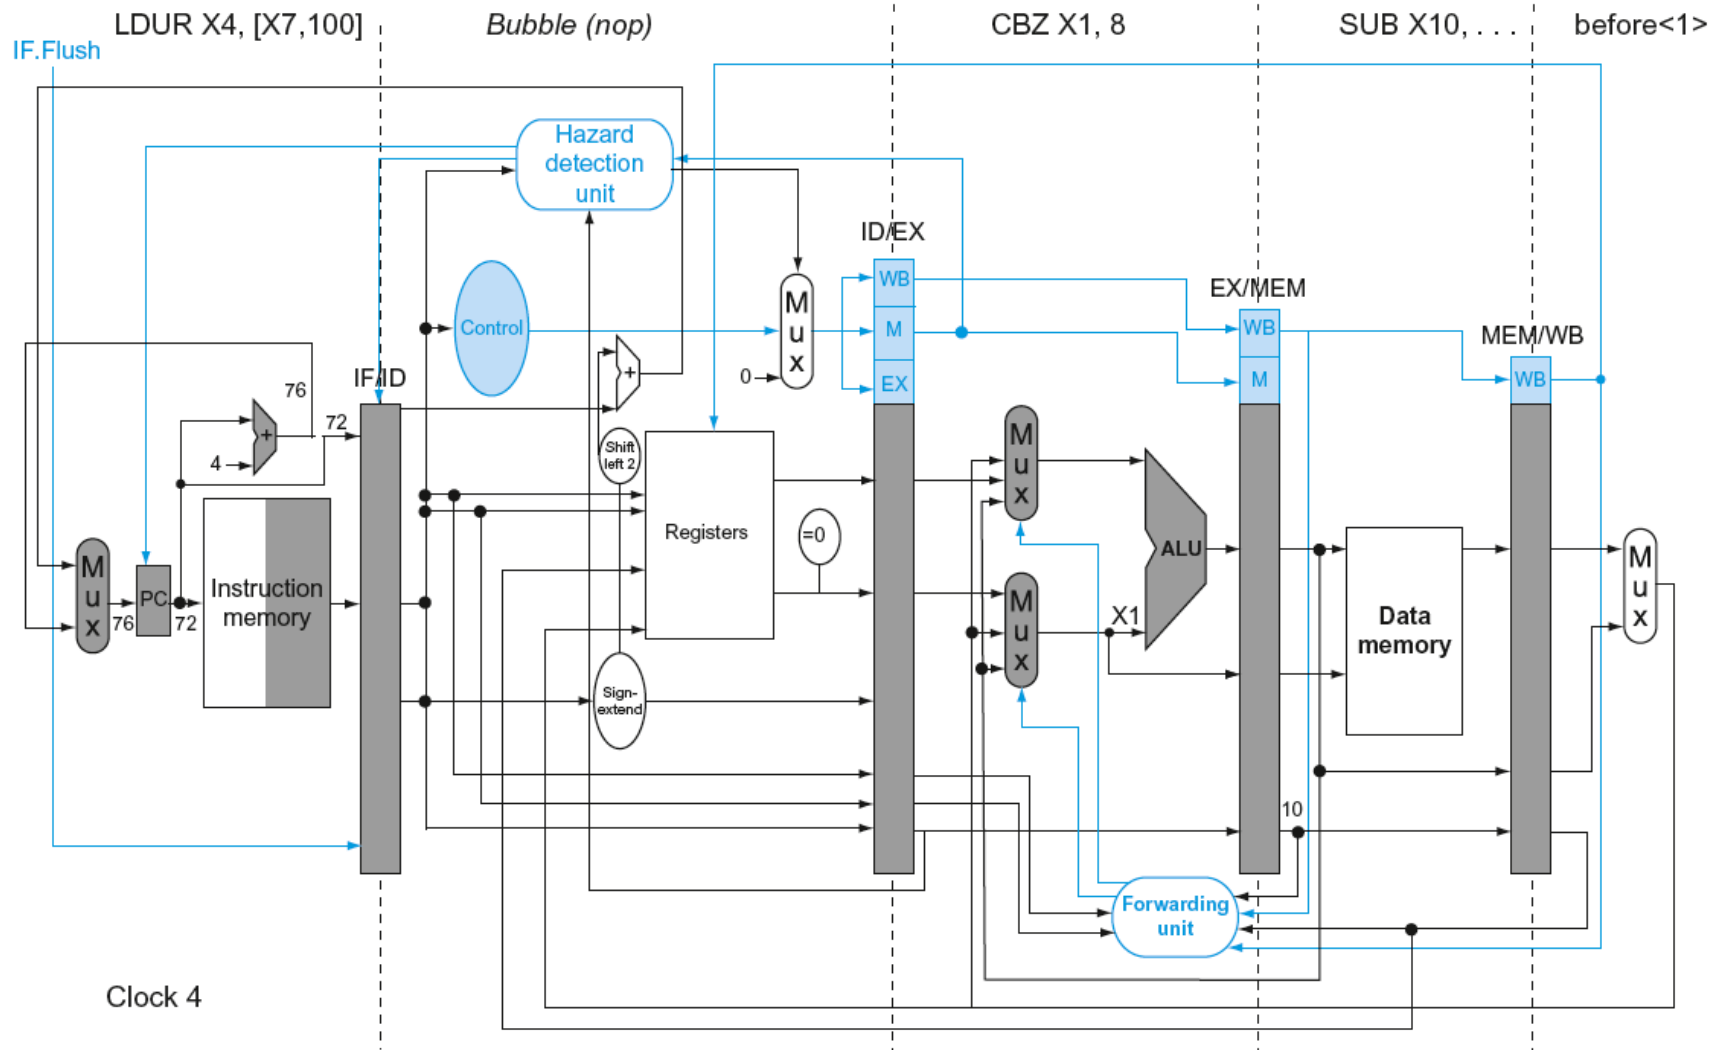 LDUR X4, [X7,100]
Bubble (nop)
CBZ X1, 8
SUB X10, . . .
before<1>
IF.Flush
Hazard
detection
unit
ID/EX
WB
M
EX
Control
M
u
x
0
EX/MEM
WB
M
MEM/WB
WB
IF/ID
76
72
4
+
+
Shift
left 2
M
u
x
Registers
=0
ALU
M
u
x
76
PC
72
Instruction
memory
M
u
x
X1
Data
memory
M
u
x
Sign-
extend
10
Forwarding
unit
Clock 4